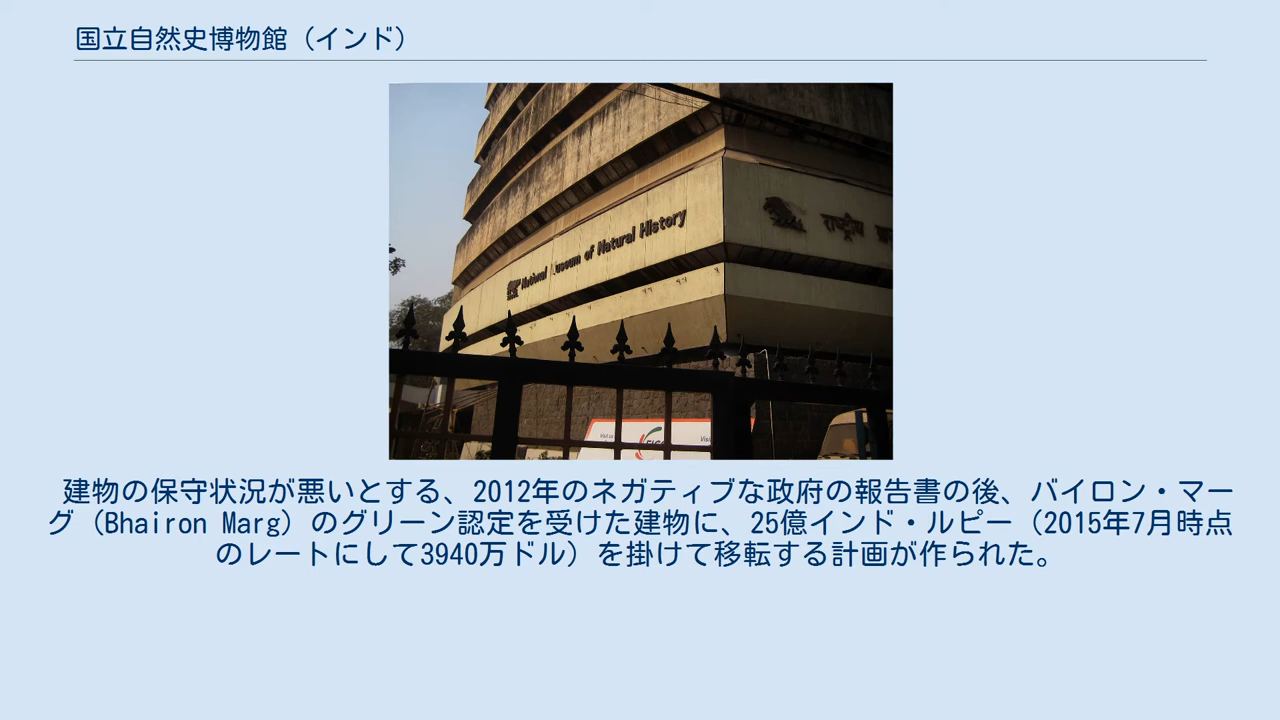 国立自然史博物館（インド）
National useum of Natural History
राष्ट्रीय
建物の保守状況が悪いとする、2012年のネガティブな政府の報告書の後、バイロン・マー
グ（Bhairon Marg）のグリーン認定を受けた建物に、25億インド・ルピー（2015年7月時点
のレートにして3940万ドル）を掛けて移転する計画が作られた。